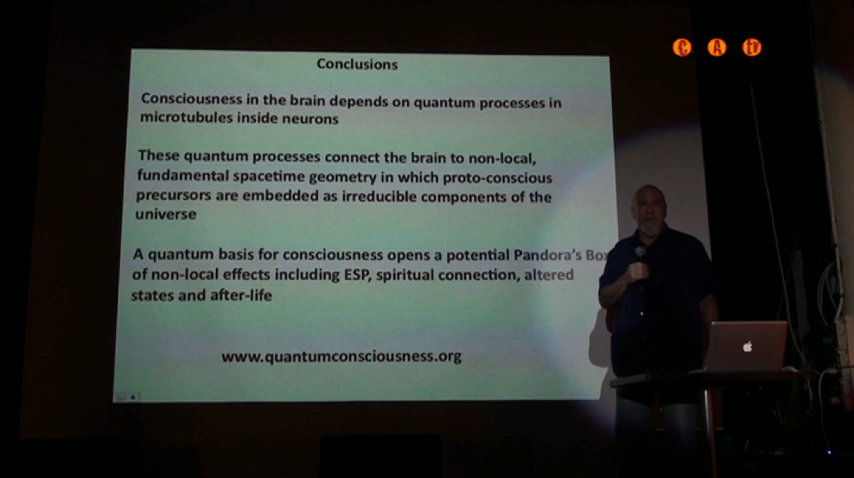 C A tv
Conclusions
Consciousness in the brain depends on quantum processes in
microtubules inside neurons
These quantum processes connect the brain to non-local,
fundamental spacetime geometry in which proto-conscious
precursors are embedded as irreducible components of the
universe
A quantum basis for consciousness opens a potential Pandora's Box
of non-local effects including ESP, spiritual connection, altered
states and after-life
www.quantumconsciousness.org